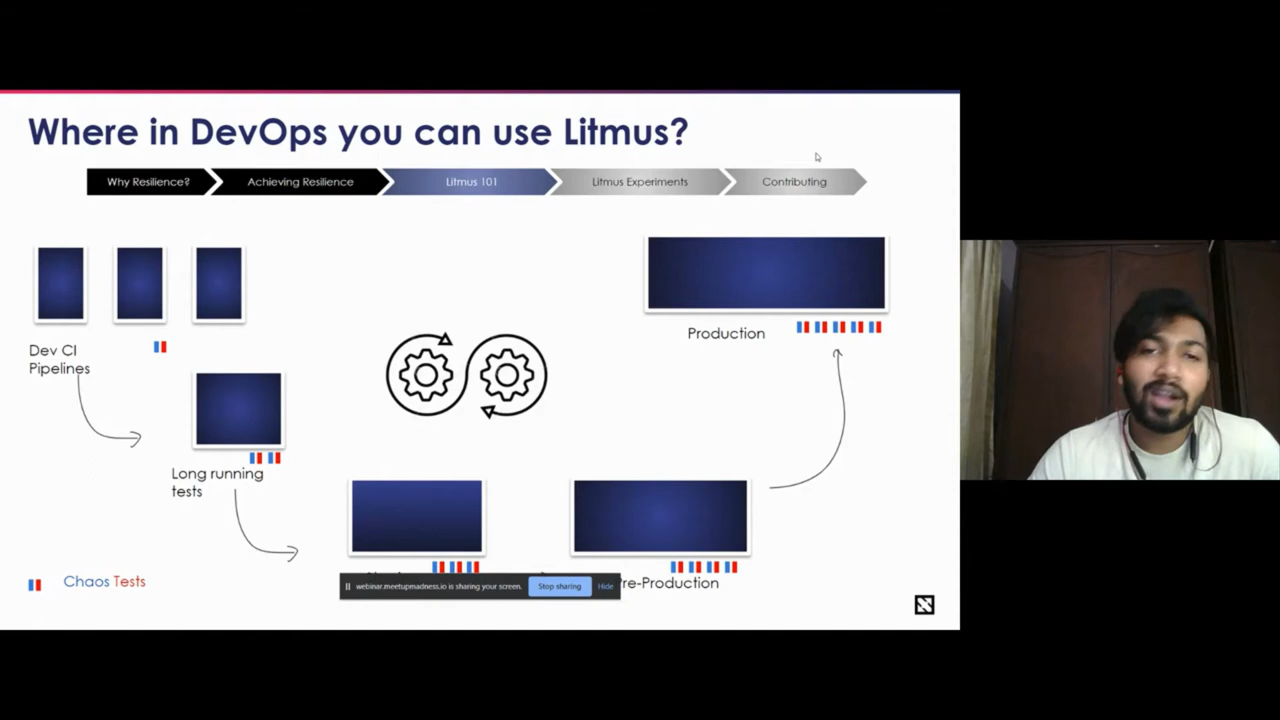 Where in DevOps you can use Litmus?
Why Resilience?
Achieving Resilience
Litmus 101
Litmus Experiments
Contributing
Dev CI
Pipelines
Production
Long running
tests
Chaos Tests
webinar.meetupmadness.io is sharing your screen.
Stop sharing
Hide
re-Production